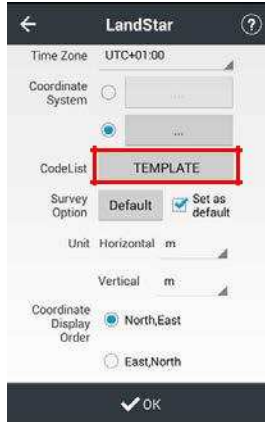 LandStar ?
Time Zone UTC+01:00
Coordinate System ....
...
CodeList TEMPLATE
Survey Option Default Set as default
Unit Horizontal m
Vertical m
Coordinate Display Order North,East
East,North
OK